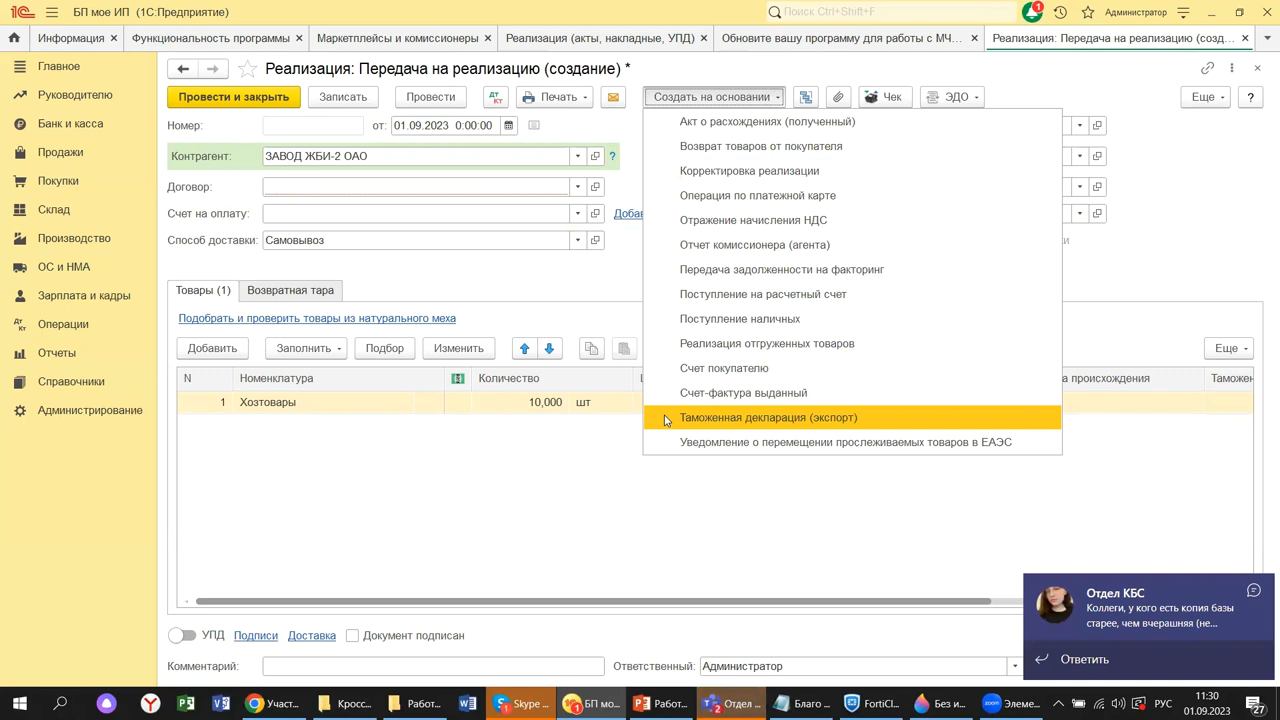 БП мое ИП (1С:Предприятие)
Поиск Ctrl+Shift+F
1
Администратор
Информация
Функциональность программы
Маркетплейсы и комиссионеры
Реализация (акты, накладные, УПД)
Обновите вашу программу для работы с МЧ...
Реализация: Передача на реализацию (созд...
Главное
Руководителю
Банк и касса
Продажи
Покупки
Склад
Производство
ОС и НМА
Зарплата и кадры
Операции
Отчеты
Справочники
Администрирование
Реализация: Передача на реализацию (создание) *
Провести и закрыть
Записать
Провести
Дт Кт
Печать
Создать на основании
Чек
ЭДО
Еще
?
Номер:
от:
01.09.2023 0:00:00
Контрагент:
ЗАВОД ЖБИ-2 ОАО
?
Договор:
Счет на оплату:
Доба
Способ доставки:
Самовывоз
Акт о расхождениях (полученный)
Возврат товаров от покупателя
Корректировка реализации
Операция по платежной карте
Отражение начисления НДС
Отчет комиссионера (агента)
Передача задолженности на факторинг
Поступление на расчетный счет
Поступление наличных
Реализация отгруженных товаров
Счет покупателю
Счет-фактура выданный
Таможенная декларация (экспорт)
Уведомление о перемещении прослеживаемых товаров в ЕАЭС
Товары (1)
Возвратная тара
Подобрать и проверить товары из натурального меха
Добавить
Заполнить
Подбор
Изменить
Еще
N
Номенклатура
Количество
а происхождения
Таможен
1
Хозтовары
10,000
шт
УПД
Подписи
Доставка
Документ подписан
Комментарий:
Ответственный:
Администратор
Отдел КБС
Коллеги, у кого есть копия базы
старее, чем вчерашняя (не...
Ответить
Участ...
Кросс...
Работ...
Skype ...
БП мо...
Работ...
Отдел ...
Благо ...
FortiCl...
Без и...
Элеме...
РУС
11:30
01.09.2023
27